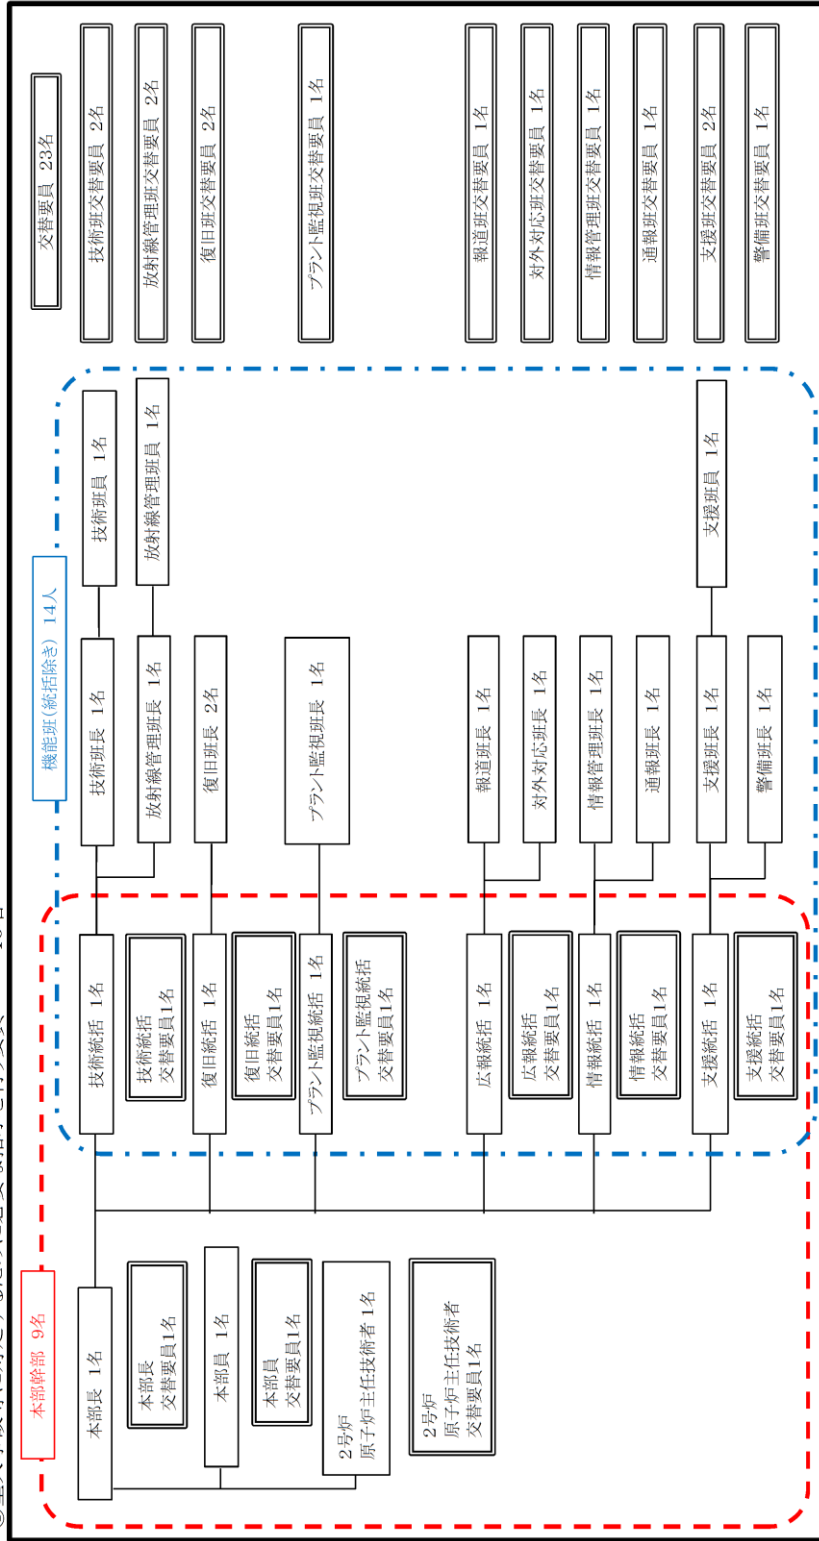 本部幹部 9名
機能班(統括除き) 14人
交替要員 23名
本部長 1名
技術統括 1名
技術班長 1名
技術班員 1名
技術班交替要員 2名
本部長
交替要員1名
技術統括
交替要員1名
放射線管理班長 1名
放射線管理班員 1名
放射線管理班交替要員 2名
本部員 1名
復旧統括 1名
復旧班長 2名
復旧班交替要員 2名
本部員
交替要員1名
復旧統括
交替要員1名
2号炉
原子炉主任技術者 1名
プラント監視統括 1名
プラント監視班長 1名
プラント監視班交替要員 1名
プラント監視統括
交替要員1名
2号炉
原子炉主任技術者
交替要員1名
広報統括 1名
報道班長 1名
報道班交替要員 1名
広報統括
交替要員1名
対外対応班長 1名
対外対応班交替要員 1名
情報統括 1名
情報管理班長 1名
情報管理班交替要員 1名
情報統括
交替要員1名
通報班長 1名
通報班交替要員 1名
支援統括 1名
支援班長 1名
支援班員 1名
支援班交替要員 2名
支援統括
交替要員1名
警備班長 1名
警備班交替要員 1名